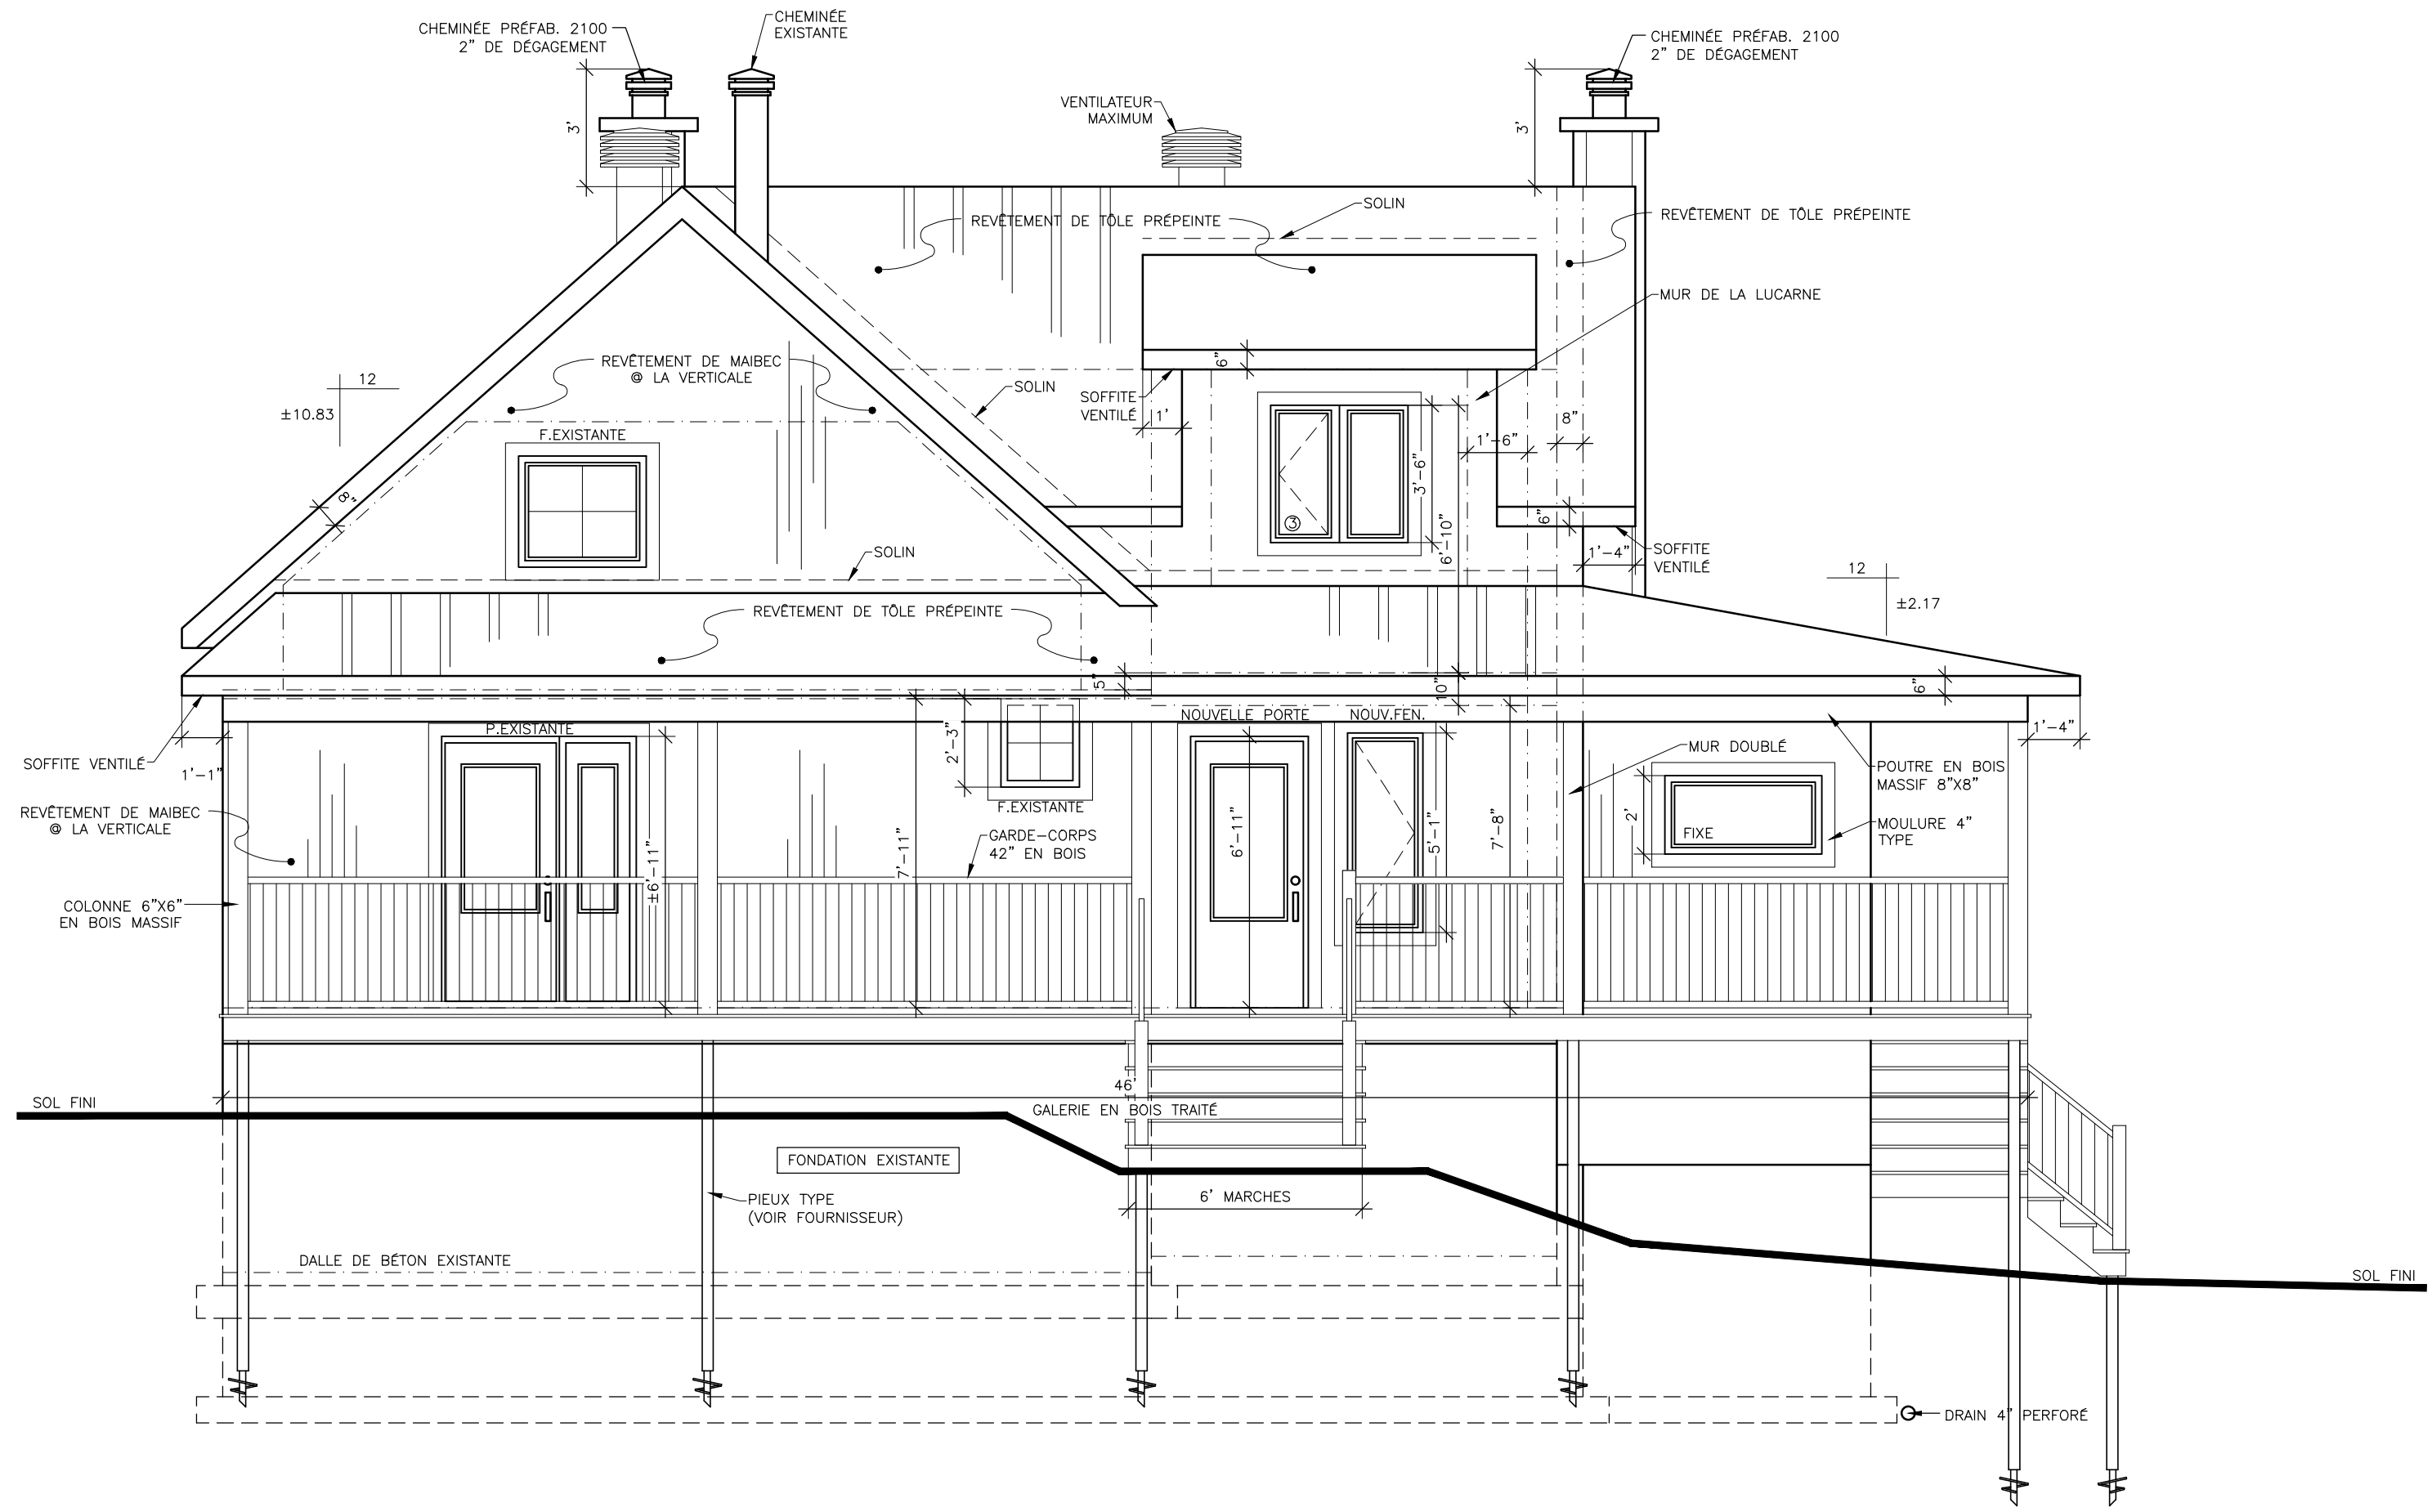 CHEMINÉE
EXISTANTE
CHEMINÉE PRÉFAB. 2100
2" DE DÉGAGEMENT
CHEMINÉE PRÉFAB. 2100
2" DE DÉGAGEMENT
VENTILATEUR
MAXIMUM
3'
3'
SOLIN
REVÊTEMENT DE TÔLE PRÉPEINTE
REVÊTEMENT DE TÔLE PRÉPEINTE
MUR DE LA LUCARNE
REVÊTEMENT DE MAIBEC
@ LA VERTICALE
6"
12
±10.83
SOLIN
SOFFITE
VENTILÉ
1'
8"
1'-6"
F.EXISTANTE
3'-6"
8"
3
6"
6'-10"
SOLIN
1'-4"
SOFFITE
VENTILÉ
12
±2.17
REVÊTEMENT DE TÔLE PRÉPEINTE
5"
10"
6"
NOUVELLE PORTE
NOUV.FEN.
P.EXISTANTE
1'-4"
2'-3"
MUR DOUBLÉ
SOFFITE VENTILÉ
1'-1"
POUTRE EN BOIS
MASSIF 8"X8"
F.EXISTANTE
REVÊTEMENT DE MAIBEC
@ LA VERTICALE
2'
FIXE
MOULURE 4"
TYPE
GARDE-CORPS
42" EN BOIS
±6'-11"
7'-11"
6'-11"
5'-1"
7'-8"
COLONNE 6"X6"
EN BOIS MASSIF
46'
SOL FINI
GALERIE EN BOIS TRAITÉ
FONDATION EXISTANTE
PIEUX TYPE
(VOIR FOURNISSEUR)
6' MARCHES
DALLE DE BÉTON EXISTANTE
SOL FINI
DRAIN 4" PERFORÉ